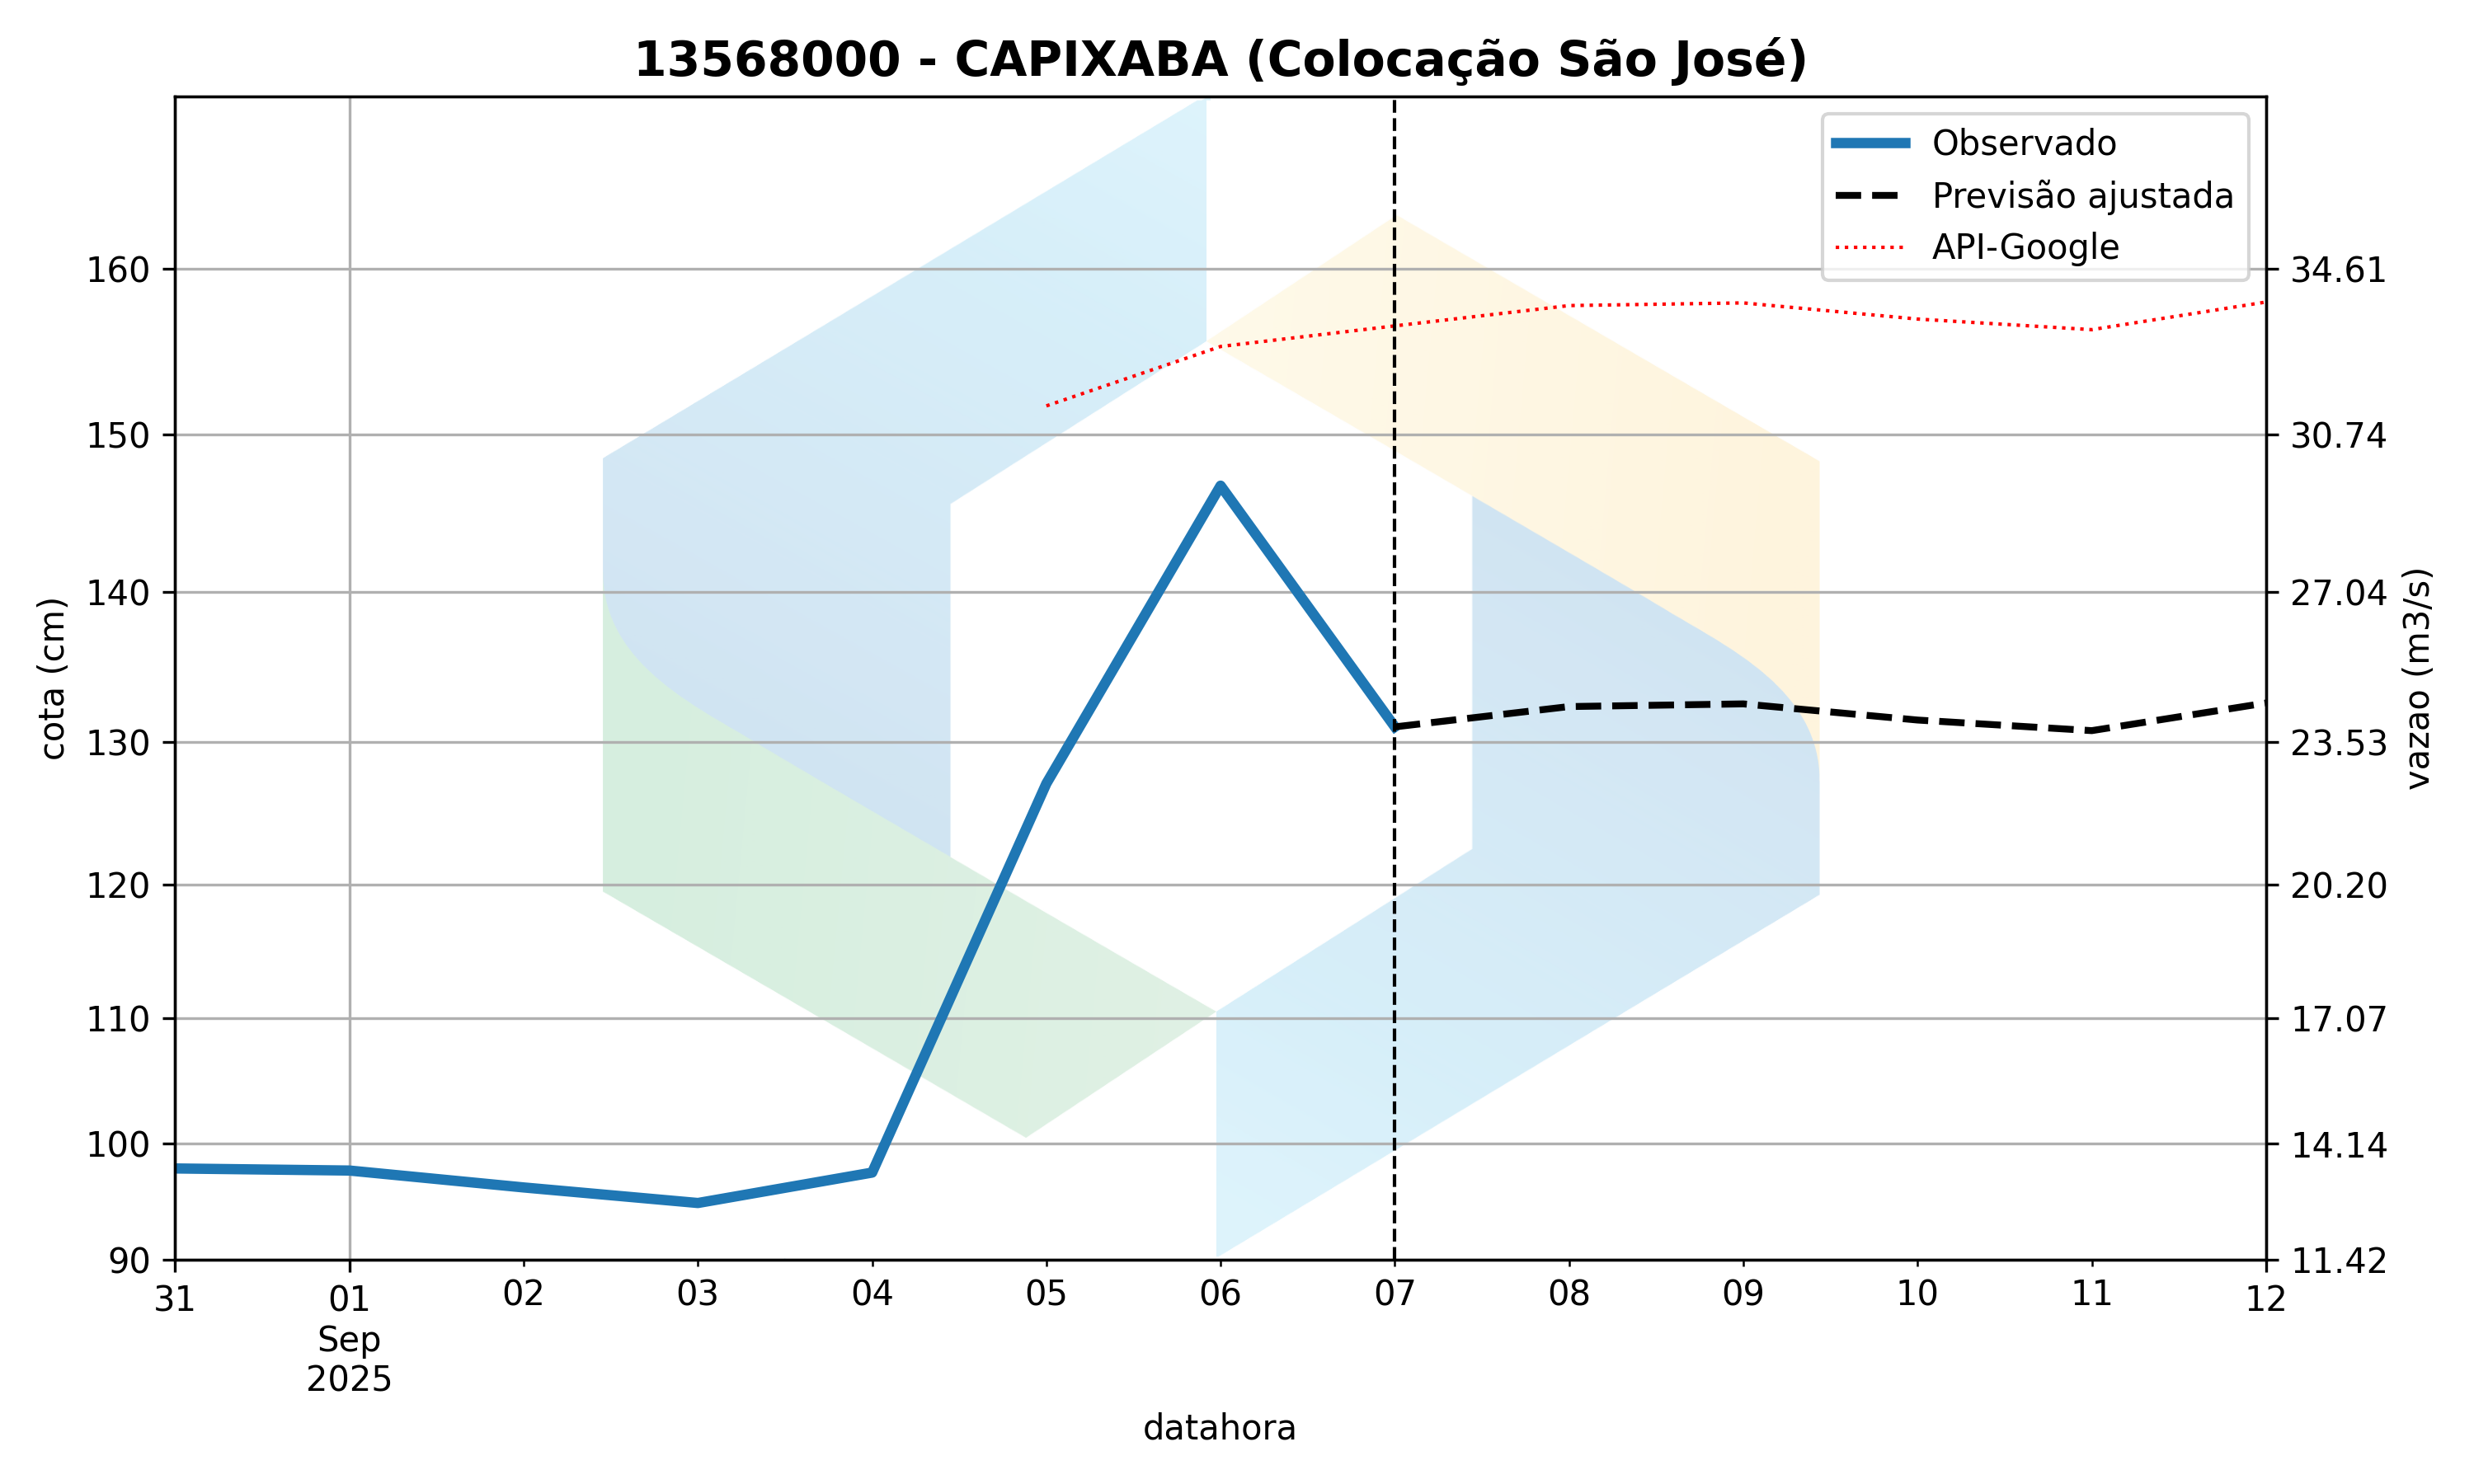 13568000 - CAPIXABA (Colocação São José)
Observado
Previsão ajustada
API-Google
160
150
140
130
120
110
100
90
cota (cm)
34.61
30.74
27.04
23.53
20.20
17.07
14.14
11.42
vazao (m3/s)
31 01 02 03 04 05 06 07 08 09 10 11 12
Sep
2025
datahora